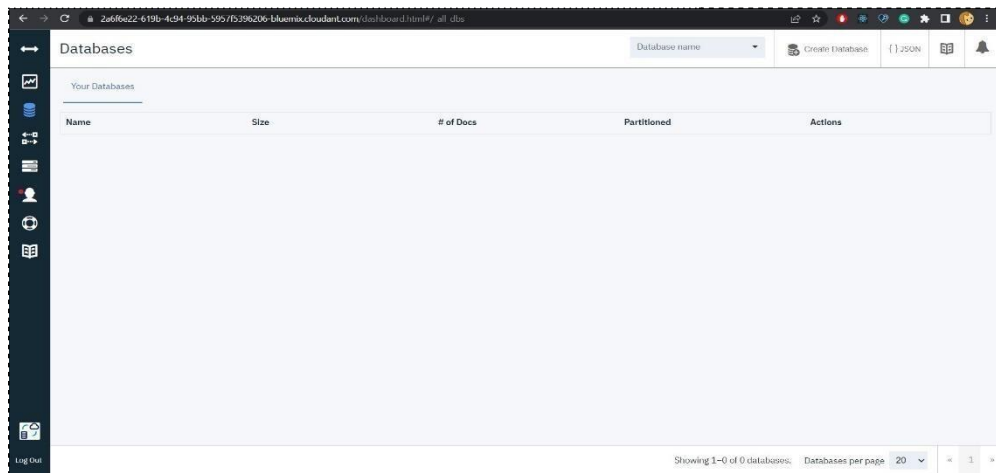 2a6f6e22-619b-4c94-95bb-5957f5396206-bluemix.cloudant.com/dashboard.html#/_all_dbs
Databases
Database name
Create Database
{ } JSON
Your Databases
Name Size # of Docs Partitioned Actions
Showing 1–0 of 0 databases. Databases per page 20 « 1 »
Log Out